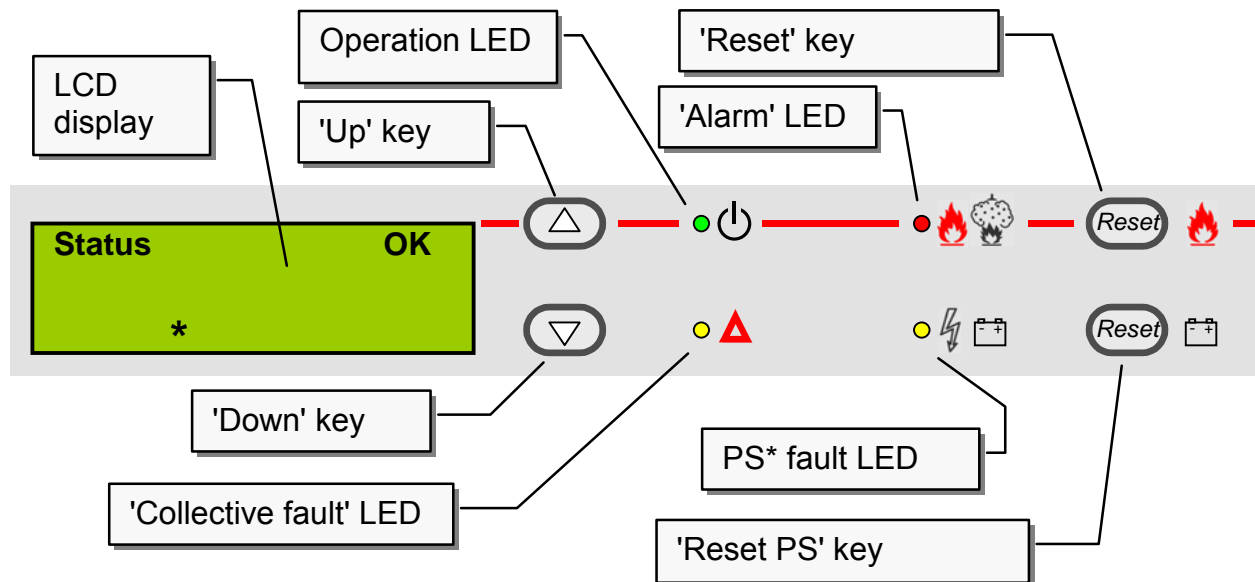 Operation LED
'Reset' key
LCD
display
'Up' key
'Alarm' LED
Status OK
*
Reset
Reset
'Down' key
PS* fault LED
'Collective fault' LED
'Reset PS' key